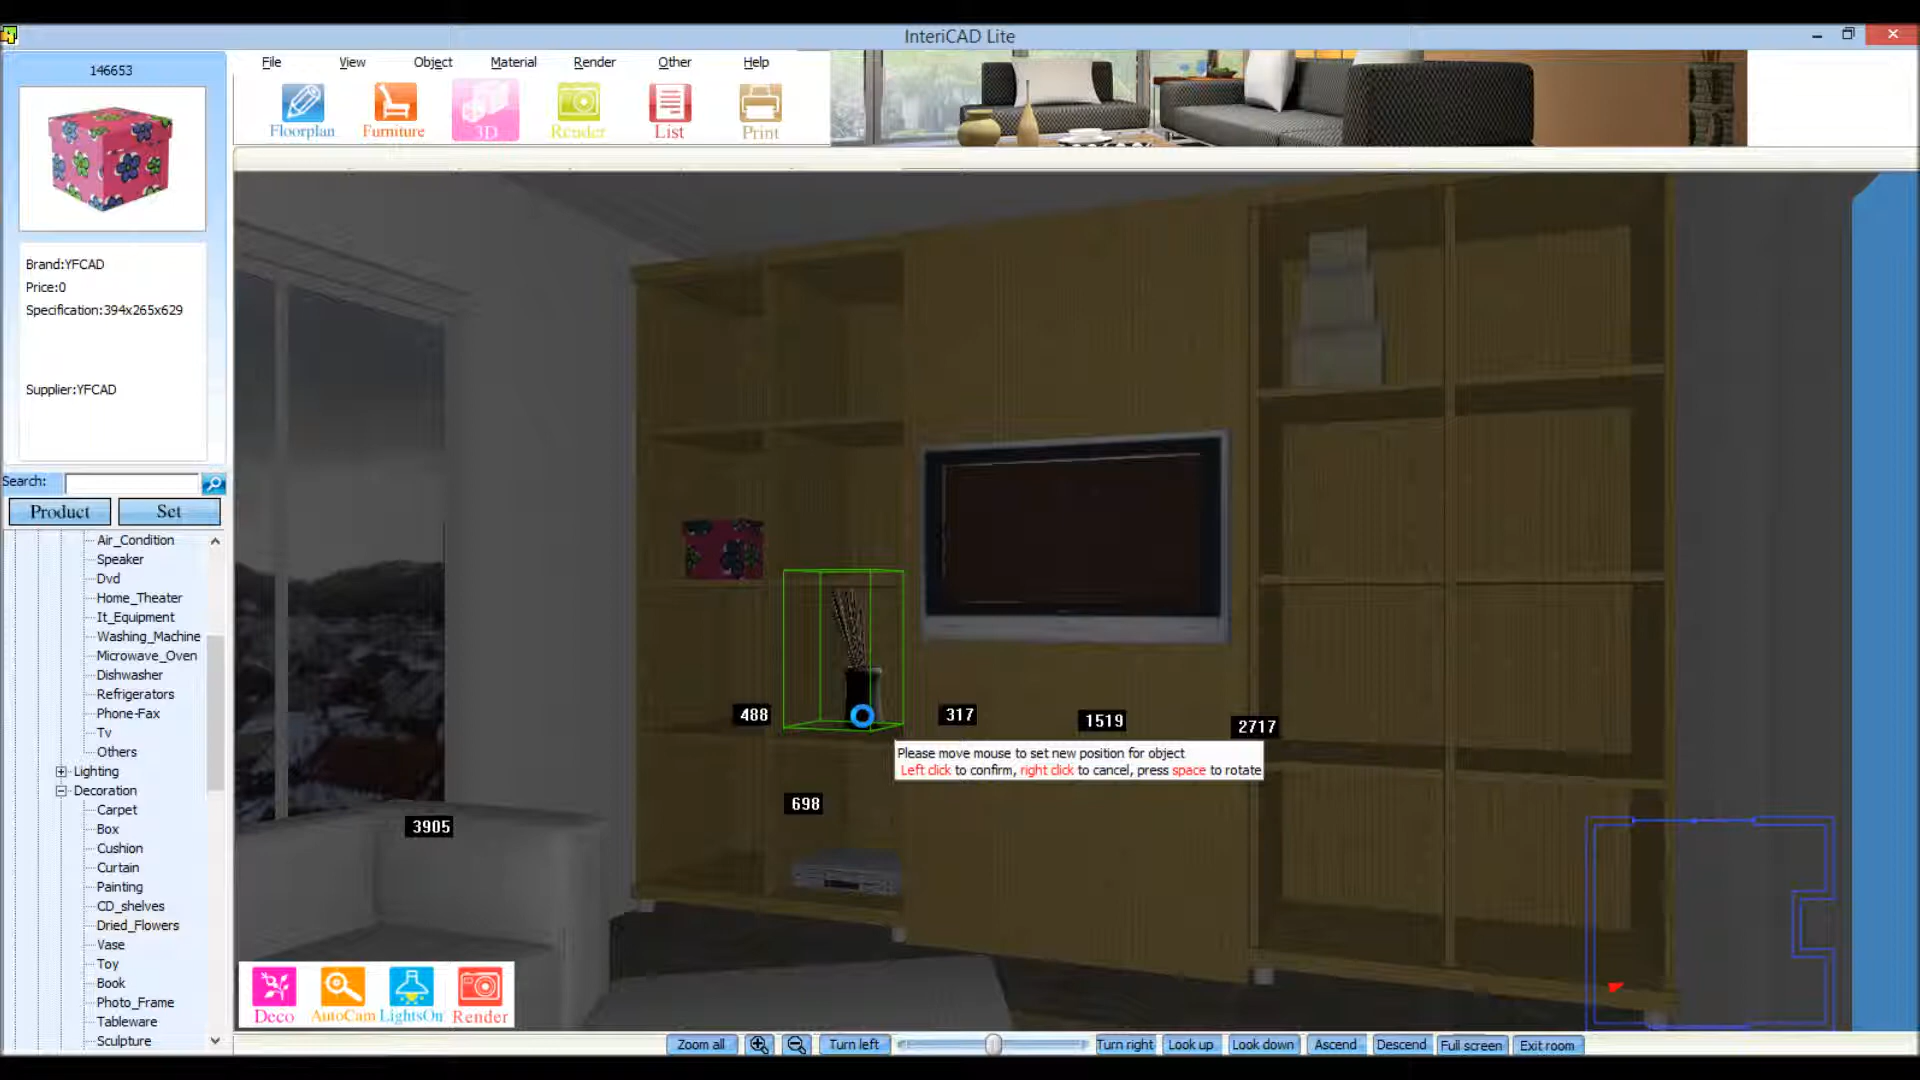 InteriCAD Lite
146653
File View Object Material Render Other Help
Floorplan Furniture 3D Render List Print
Brand:YFCAD
Price:0
Specification:394x265x629
Supplier:YFCAD
Search:
Product Set
Air_Condition
Speaker
Dvd
Home_Theater
It_Equipment
Washing_Machine
Microwave_Oven
Dishwasher
Refrigerators
Phone-Fax
Tv
Others
Lighting
Decoration
Carpet
Box
Cushion
Curtain
Painting
CD_shelves
Dried_Flowers
Vase
Toy
Book
Photo_Frame
Tableware
Sculpture
488 317 1519 2717
Please move mouse to set new position for object
Left click to confirm, right click to cancel, press space to rotate
698
3905
Deco AutoCam LightsOn Render
Zoom all Turn left Turn right Look up Look down Ascend Descend Full screen Exit room